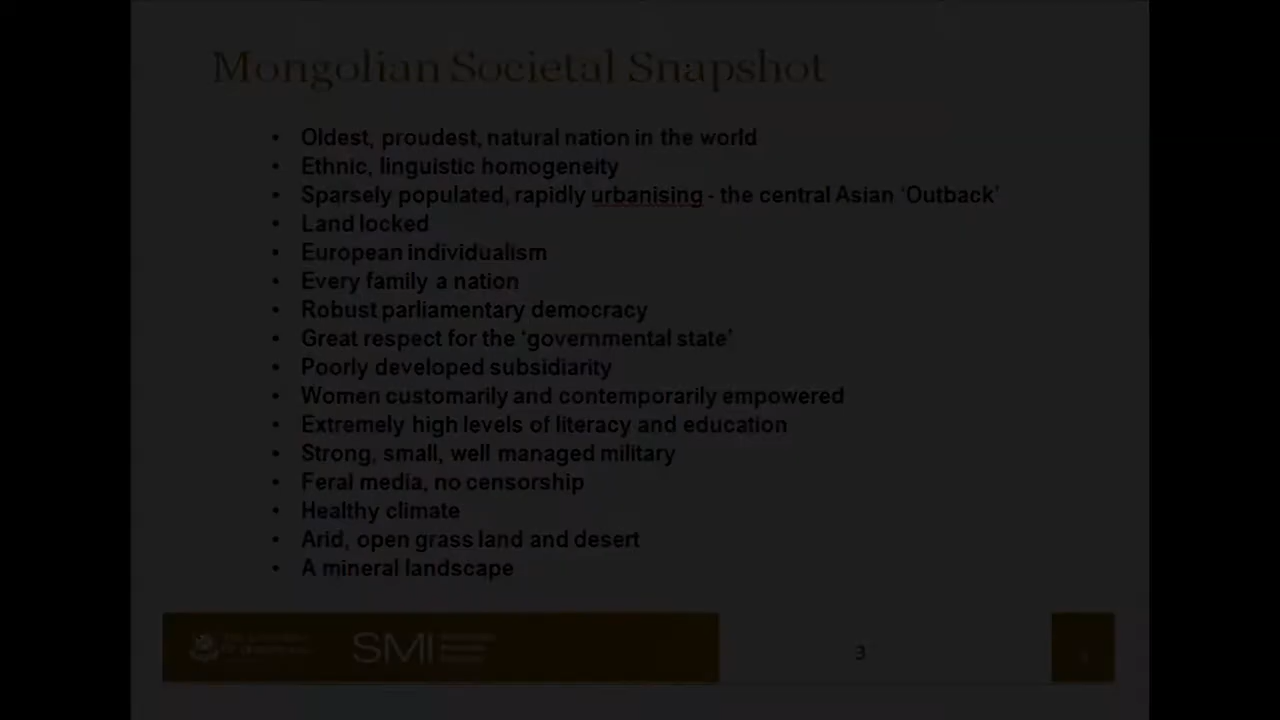 Mongolian Societal Snapshot
• Oldest, proudest, natural nation in the world
• Ethnic, linguistic homogeneity
• Sparsely populated, rapidly urbanising - the central Asian ‘Outback’
• Land locked
• European individualism
• Every family a nation
• Robust parliamentary democracy
• Great respect for the ‘governmental state’
• Poorly developed subsidiarity
• Women customarily and contemporarily empowered
• Extremely high levels of literacy and education
• Strong, small, well managed military
• Feral media, no censorship
• Healthy climate
• Arid, open grass land and desert
• A mineral landscape
SMI
3